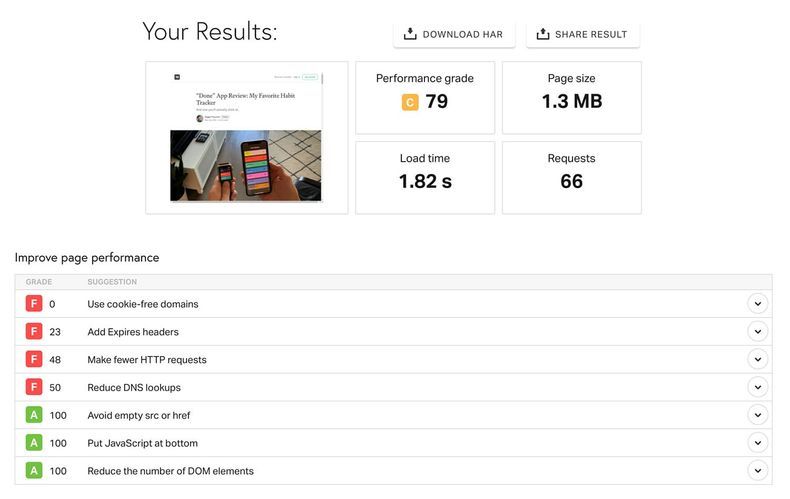 Your Results:
DOWNLOAD HAR
SHARE RESULT
"Done" App Review: My Favorite Habit
Tracker
Performance grade
C 79
Page size
1.3 MB
Load time
1.82 s
Requests
66
Improve page performance
GRADE SUGGESTION
F 0 Use cookie-free domains
F 23 Add Expires headers
F 48 Make fewer HTTP requests
F 50 Reduce DNS lookups
A 100 Avoid empty src or href
A 100 Put JavaScript at bottom
A 100 Reduce the number of DOM elements